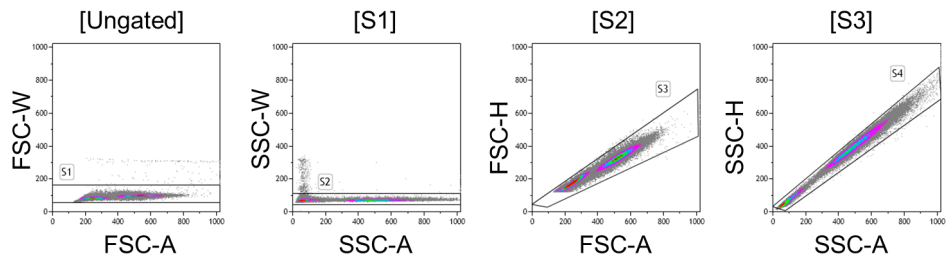 [Ungated] [S1] [S2] [S3]
1000 1000 1000 1000
800 800 800 800
600 600 600 600
400 400 400 400
200 200 200 200
0 0 0 0
FSC-W SSC-W FSC-H SSC-H
S1 S2 S3 S4
0 200 400 600 800 1000 0 200 400 600 800 1000 0 200 400 600 800 1000 0 200 400 600 800 1000
FSC-A SSC-A FSC-A SSC-A